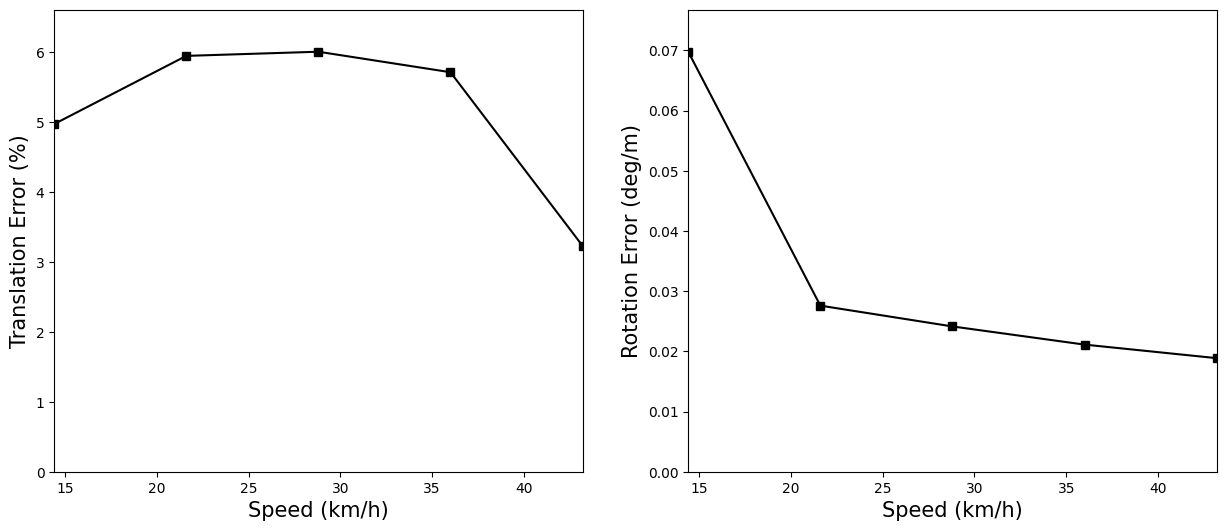 Translation Error (%)
6
5
4
3
2
1
0
15 20 25 30 35 40
Speed (km/h)
Rotation Error (deg/m)
0.07
0.06
0.05
0.04
0.03
0.02
0.01
0.00
15 20 25 30 35 40
Speed (km/h)